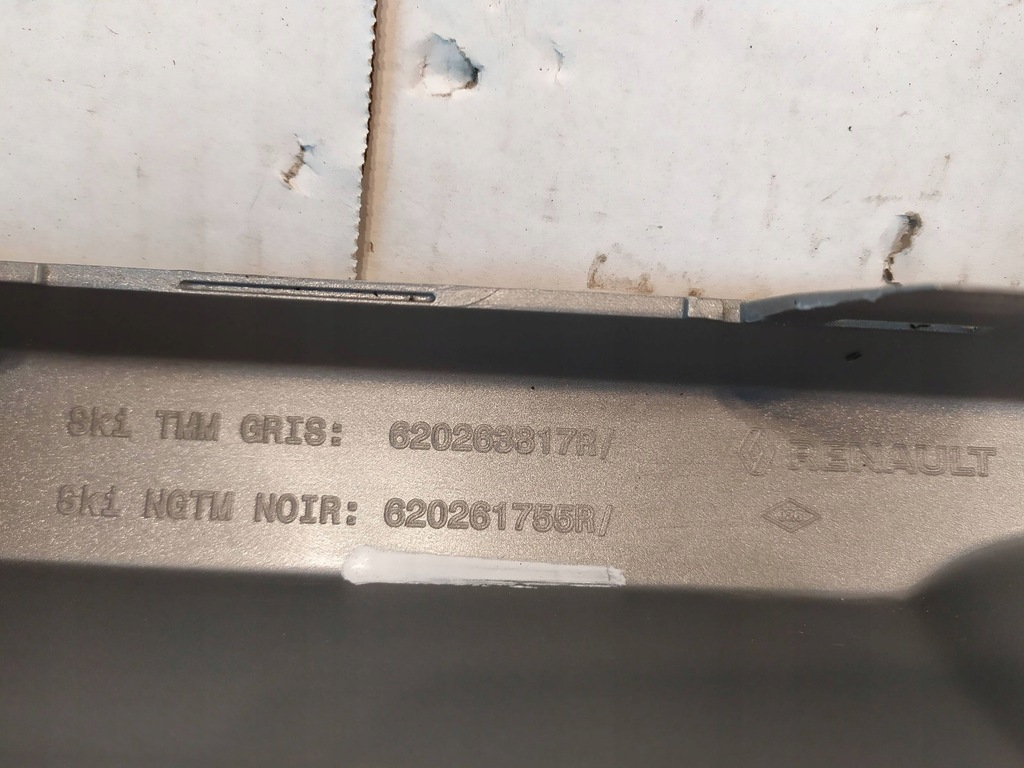 Ski TMM GRIS: 620263817R/
RENAULT
Ski NGTM NOIR: 620261755R/